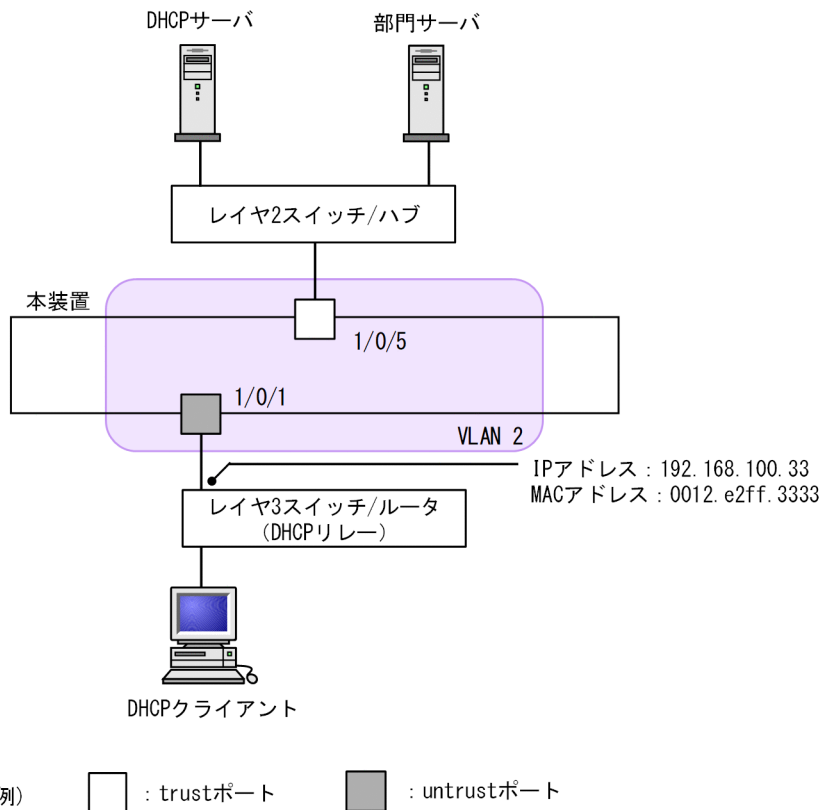 DHCPサーバ
部門サーバ
レイヤ2スイッチ/ハブ
本装置
1/0/5
1/0/1
VLAN 2
IPアドレス：192.168.100.33
MACアドレス：0012.e2ff.3333
レイヤ3スイッチ/ルータ
(DHCPリレー)
DHCPクライアント
例)
：trustポート
：untrustポート